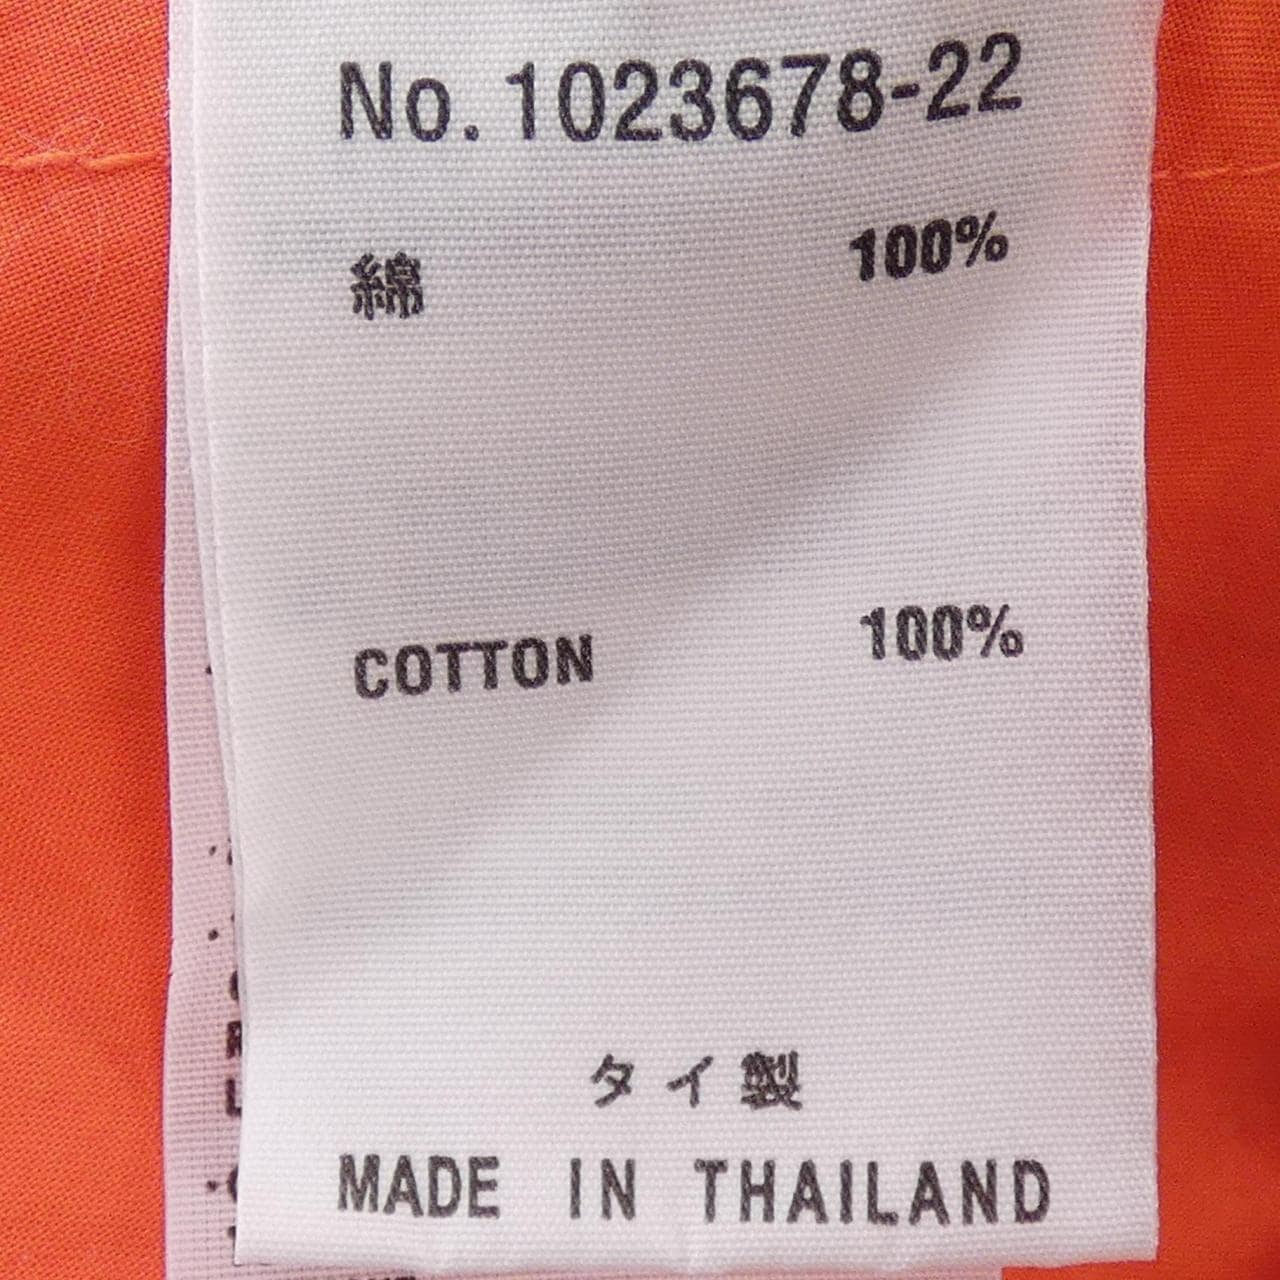 No. 1023678-22
綿 100%
COTTON 100%
タイ製
MADE IN THAILAND